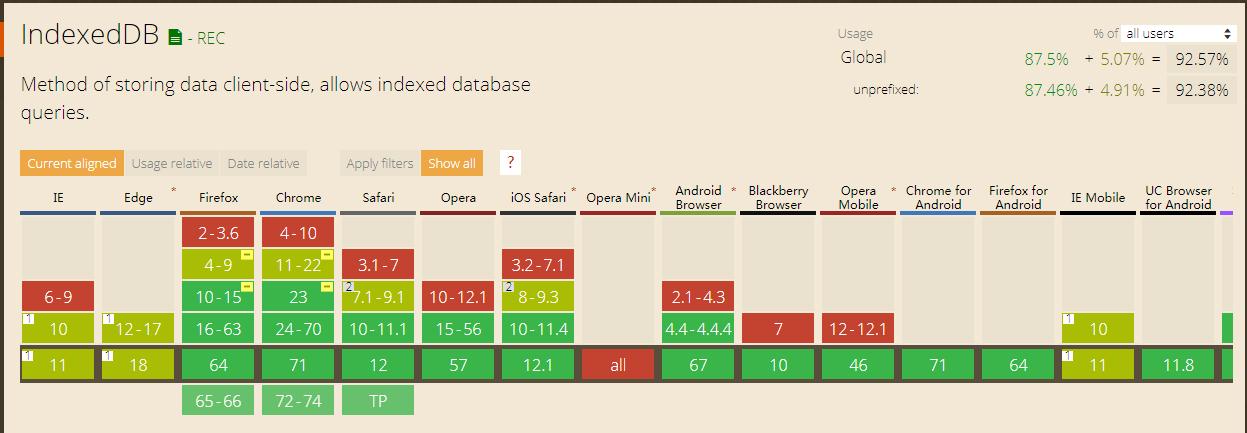 IndexedDB - REC
Usage % of all users
Global 87.5% + 5.07% = 92.57%
unprefixed: 87.46% + 4.91% = 92.38%
Method of storing data client-side, allows indexed database
queries.
Current aligned Usage relative Date relative Apply filters Show all ?
IE Edge * Firefox Chrome Safari Opera iOS Safari * Opera Mini * Android Browser * Blackberry Browser Opera Mobile * Chrome for Android Firefox for Android IE Mobile UC Browser for Android
2-3.6 4-10
4-9 11-22 3.1-7 3.2-7.1
6-9 10-15 23 2 7.1-9.1 10-12.1 2 8-9.3 2.1-4.3
1 10 1 12-17 16-63 24-70 10-11.1 15-56 10-11.4 4.4-4.4.4 7 12-12.1 1 10
1 11 1 18 64 71 12 57 12.1 all 67 10 46 71 64 1 11 11.8
65-66 72-74 TP